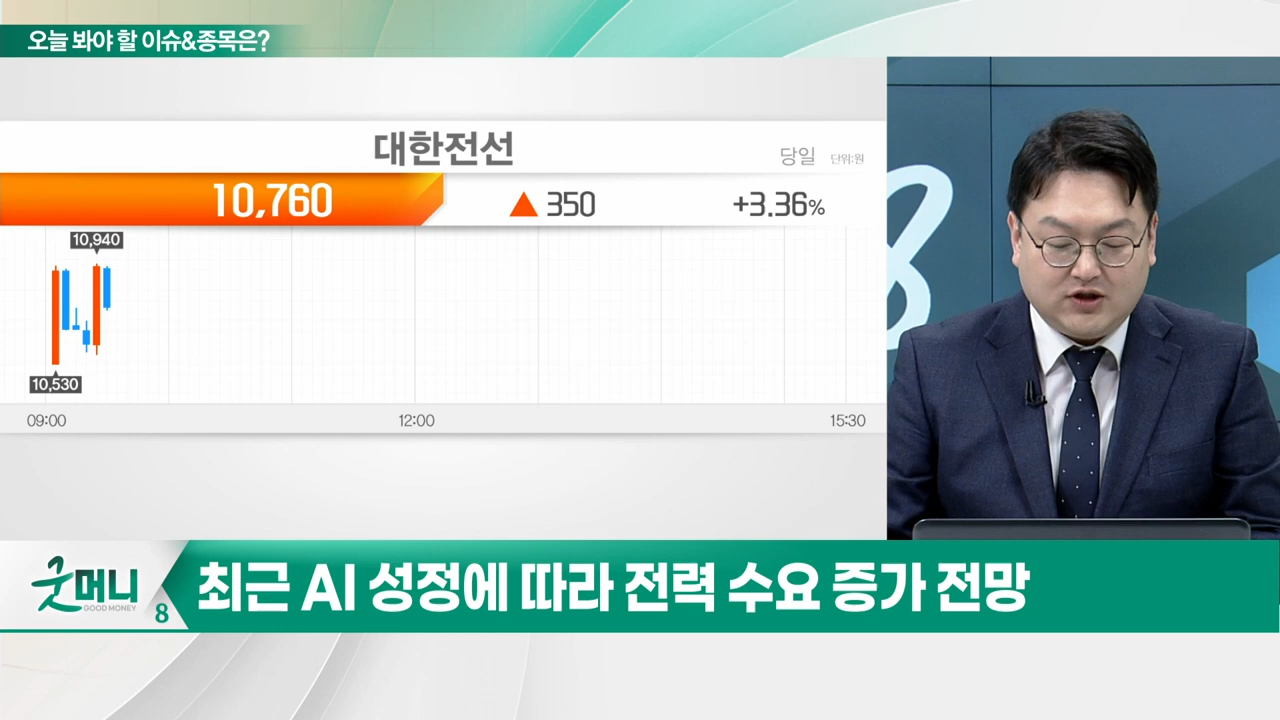 오늘 봐야 할 이슈&종목은?
대한전선
당일 단위:원
10,760 ▲ 350 +3.36%
10,940
10,530
09:00 12:00 15:30
굿머니
GOOD MONEY
8
최근 AI 성정에 따라 전력 수요 증가 전망